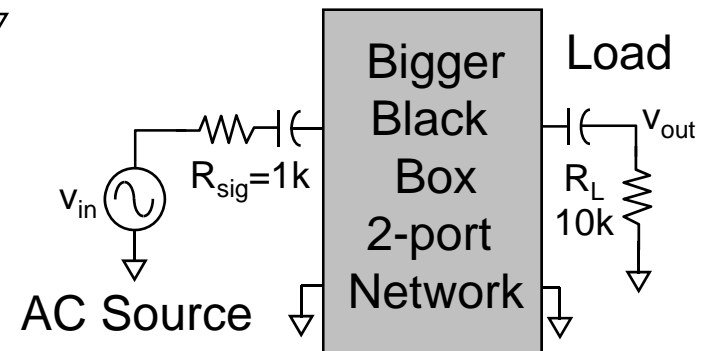 Bigger
Black
Box
2-port
Network
Load
v_out
R_L
10k
R_sig=1k
v_in
AC Source